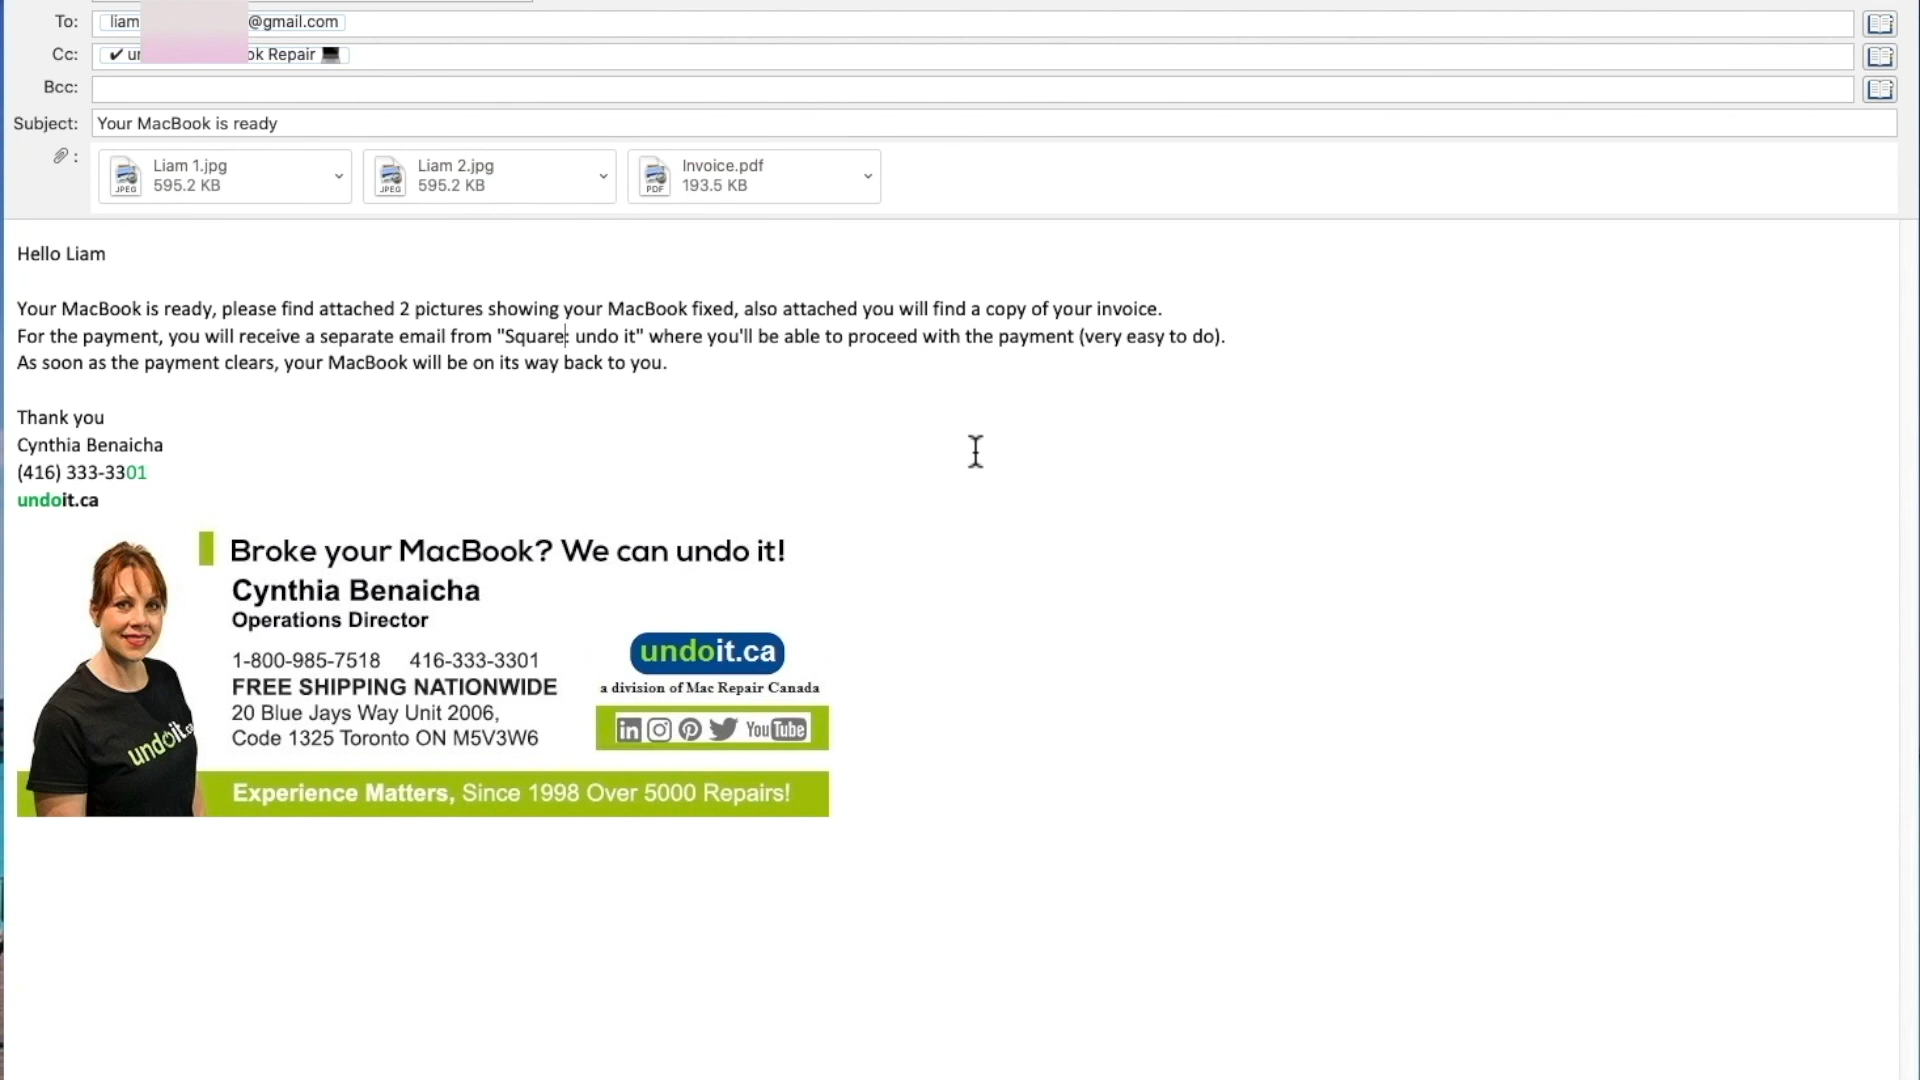 To: liam @gmail.com
Cc: ✔ ok Repair 💻
Bcc:
Subject: Your MacBook is ready
Liam 1.jpg
595.2 KB
JPEG
Liam 2.jpg
595.2 KB
JPEG
Invoice.pdf
193.5 KB
PDF
Hello Liam
Your MacBook is ready, please find attached 2 pictures showing your MacBook fixed, also attached you will find a copy of your invoice.
For the payment, you will receive a separate email from "Square: undo it" where you'll be able to proceed with the payment (very easy to do).
As soon as the payment clears, your MacBook will be on its way back to you.
Thank you
Cynthia Benaicha
(416) 333-3301
undoit.ca
Broke your MacBook? We can undo it!
Cynthia Benaicha
Operations Director
1-800-985-7518 416-333-3301
FREE SHIPPING NATIONWIDE
20 Blue Jays Way Unit 2006,
Code 1325 Toronto ON M5V3W6
undoit.ca
a division of Mac Repair Canada
in YouTube
undoit.ca
Experience Matters, Since 1998 Over 5000 Repairs!